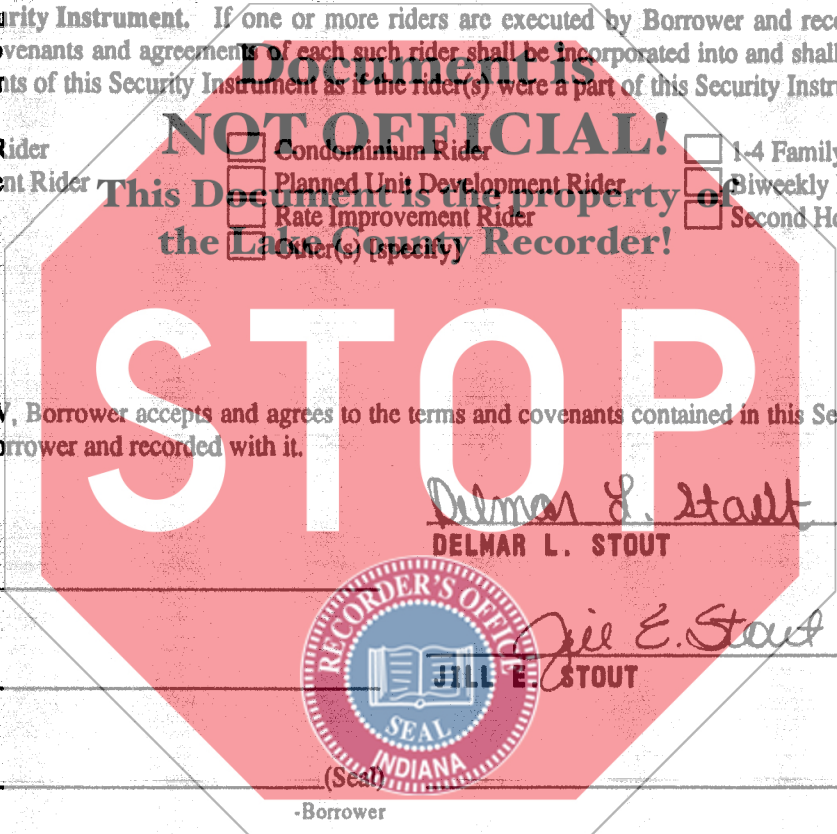 urity Instrument. If one or more riders are executed by Borrower and reco
ovenants and agreements of each such rider shall be incorporated into and shall
nts of this Security Instrument as if the rider(s) were a part of this Security Instru
Document is
NOT OFFICIAL!
This Document is the property of
the Lake County Recorder!
Rider Condominium Rider 1-4 Family
nt Rider Planned Unit Development Rider Biweekly
Rate Improvement Rider Second Ho
Other(s) [specify]
STOP
, Borrower accepts and agrees to the terms and covenants contained in this Se
rrower and recorded with it.
Delmar L. Stout
DELMAR L. STOUT
Jill E. Stout
JILL E. STOUT
RECORDER'S OFFICE
SEAL
INDIANA
(Seal)
-Borrower